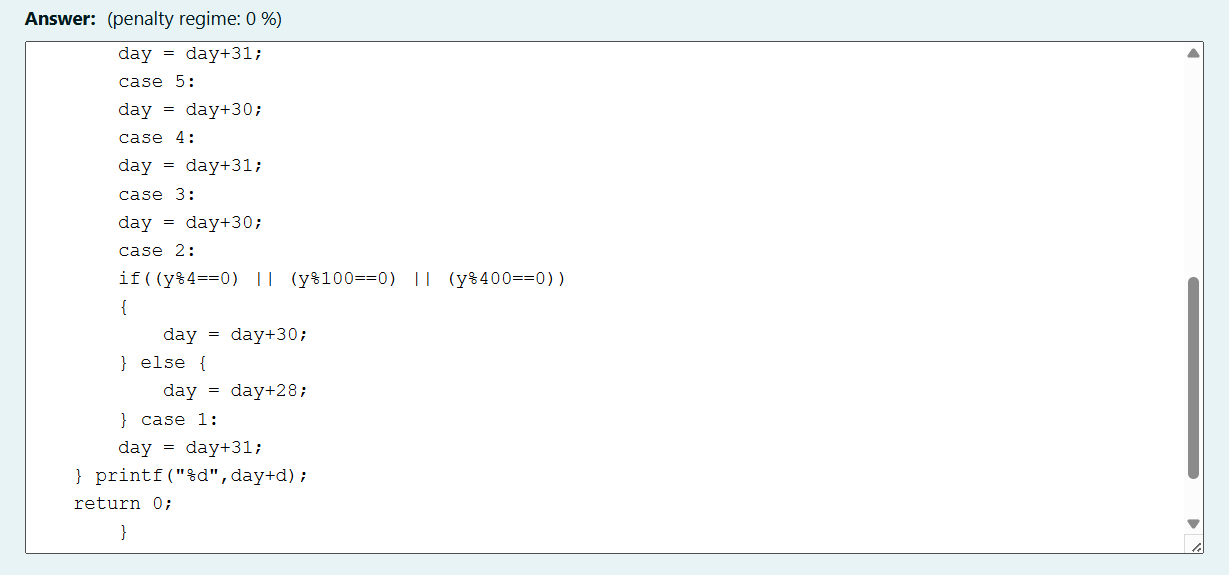 Answer: (penalty regime: 0 %)
day = day+31;
case 5:
day = day+30;
case 4:
day = day+31;
case 3:
day = day+30;
case 2:
if((y%4==0) || (y%100==0) || (y%400==0))
{
day = day+30;
} else {
day = day+28;
} case 1:
day = day+31;
} printf("%d",day+d);
return 0;
}